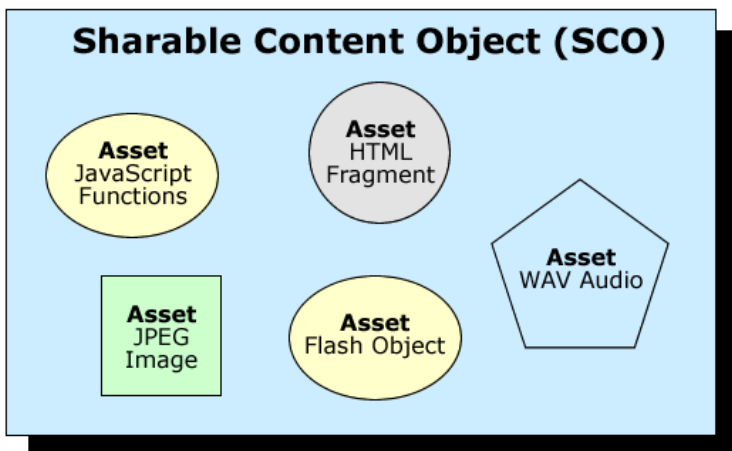 Sharable Content Object (SCO)
Asset
JavaScript
Functions
Asset
HTML
Fragment
Asset
WAV Audio
Asset
JPEG
Image
Asset
Flash Object